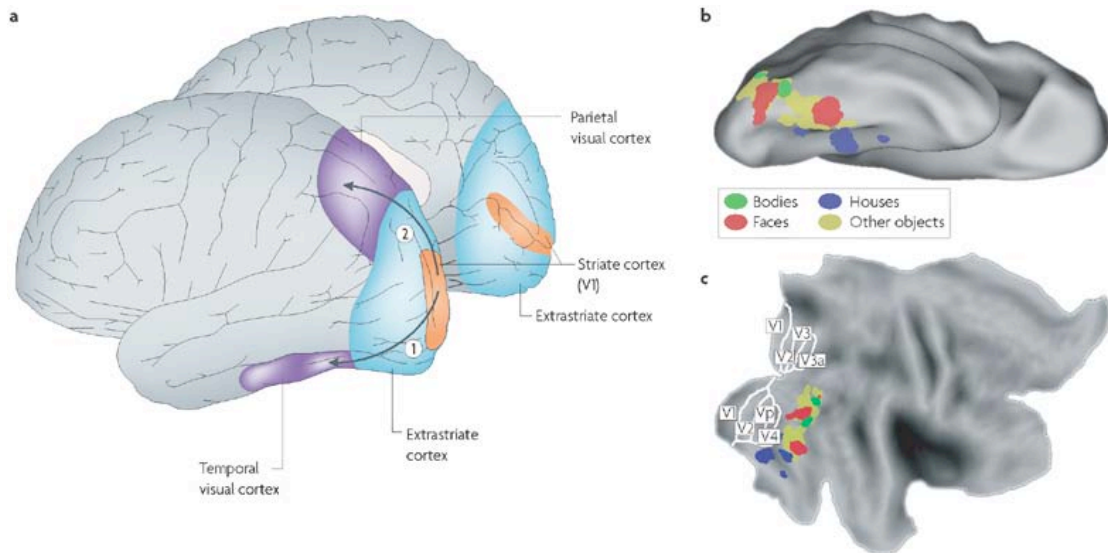 a
Parietal
visual cortex
2
Striate cortex
(V1)
Extrastriate cortex
1
Extrastriate
cortex
Temporal
visual cortex
b
Bodies
Houses
Faces
Other objects
c
V1
V3
V2
V3a
V1
Vp
V2
V4